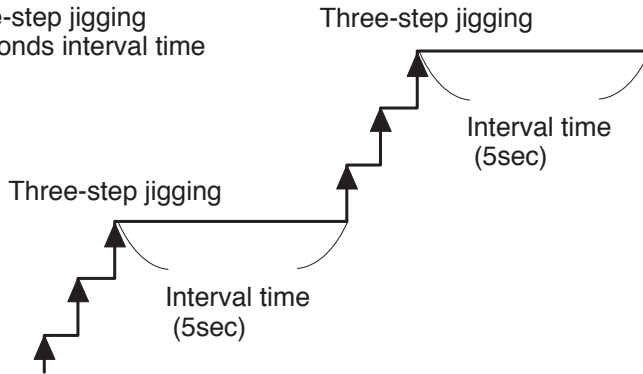 -step jigging
onds interval time
Three-step jigging
Interval time
(5sec)
Three-step jigging
Interval time
(5sec)